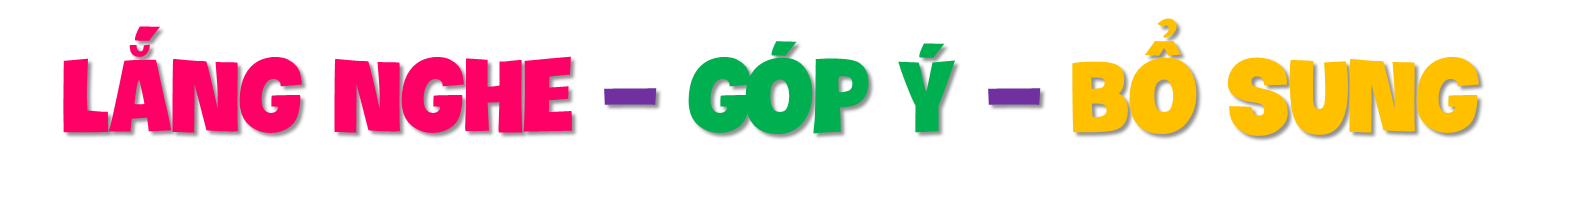 LẮNG NGHE – GÓP Ý – BỔ SUNG